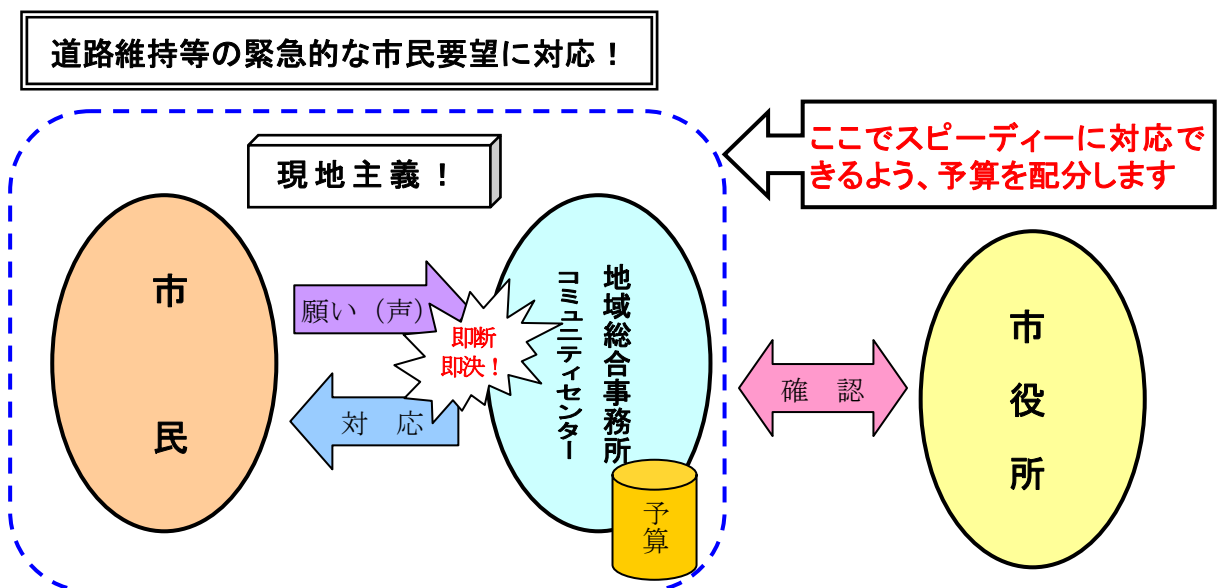 道路維持等の緊急的な市民要望に対応！
現地主義！
ここでスピーディーに対応で
きるよう、予算を配分します
市民
願い（声）
即断
即決！
対　応
地域総合事務所
コミュニティセンター
予算
確　認
市役所